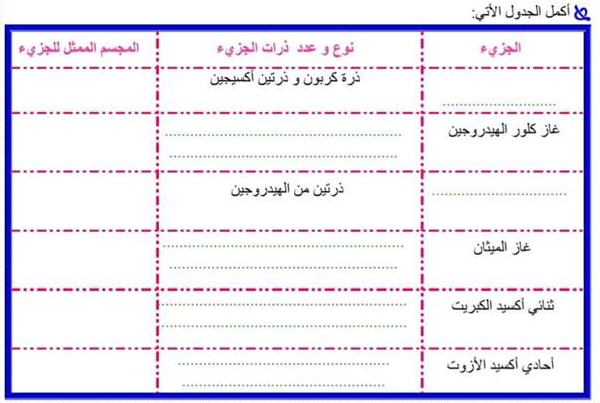 أكمل الجدول الأتي:
الجزيء نوع و عدد ذرات الجزيء المجسم الممثل للجزيء
ذرة كربون و ذرتين أكسيجين
غاز كلور الهيدروجين
ذرتين من الهيدروجين
غاز الميثان
ثنائي أكسيد الكبريت
أحادي أكسيد الأزوت